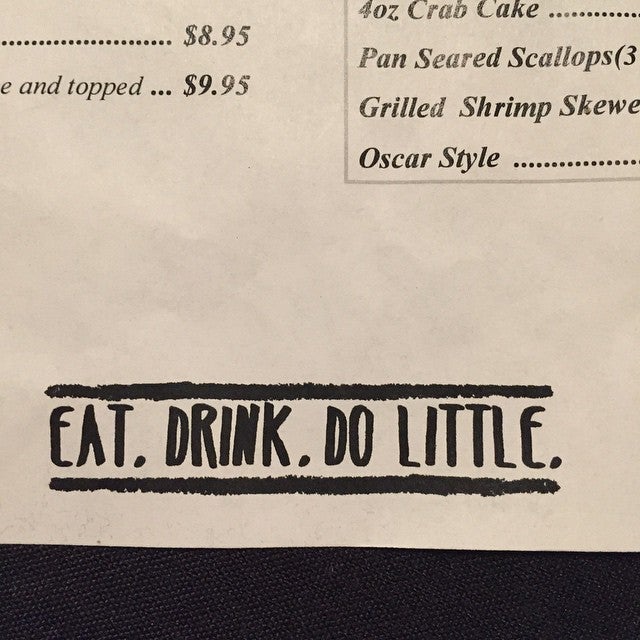 ............................ $8.95
e and topped ... $9.95
4oz Crab Cake ............
Pan Seared Scallops(3
Grilled Shrimp Skewe
Oscar Style .................
EAT. DRINK. DO LITTLE.